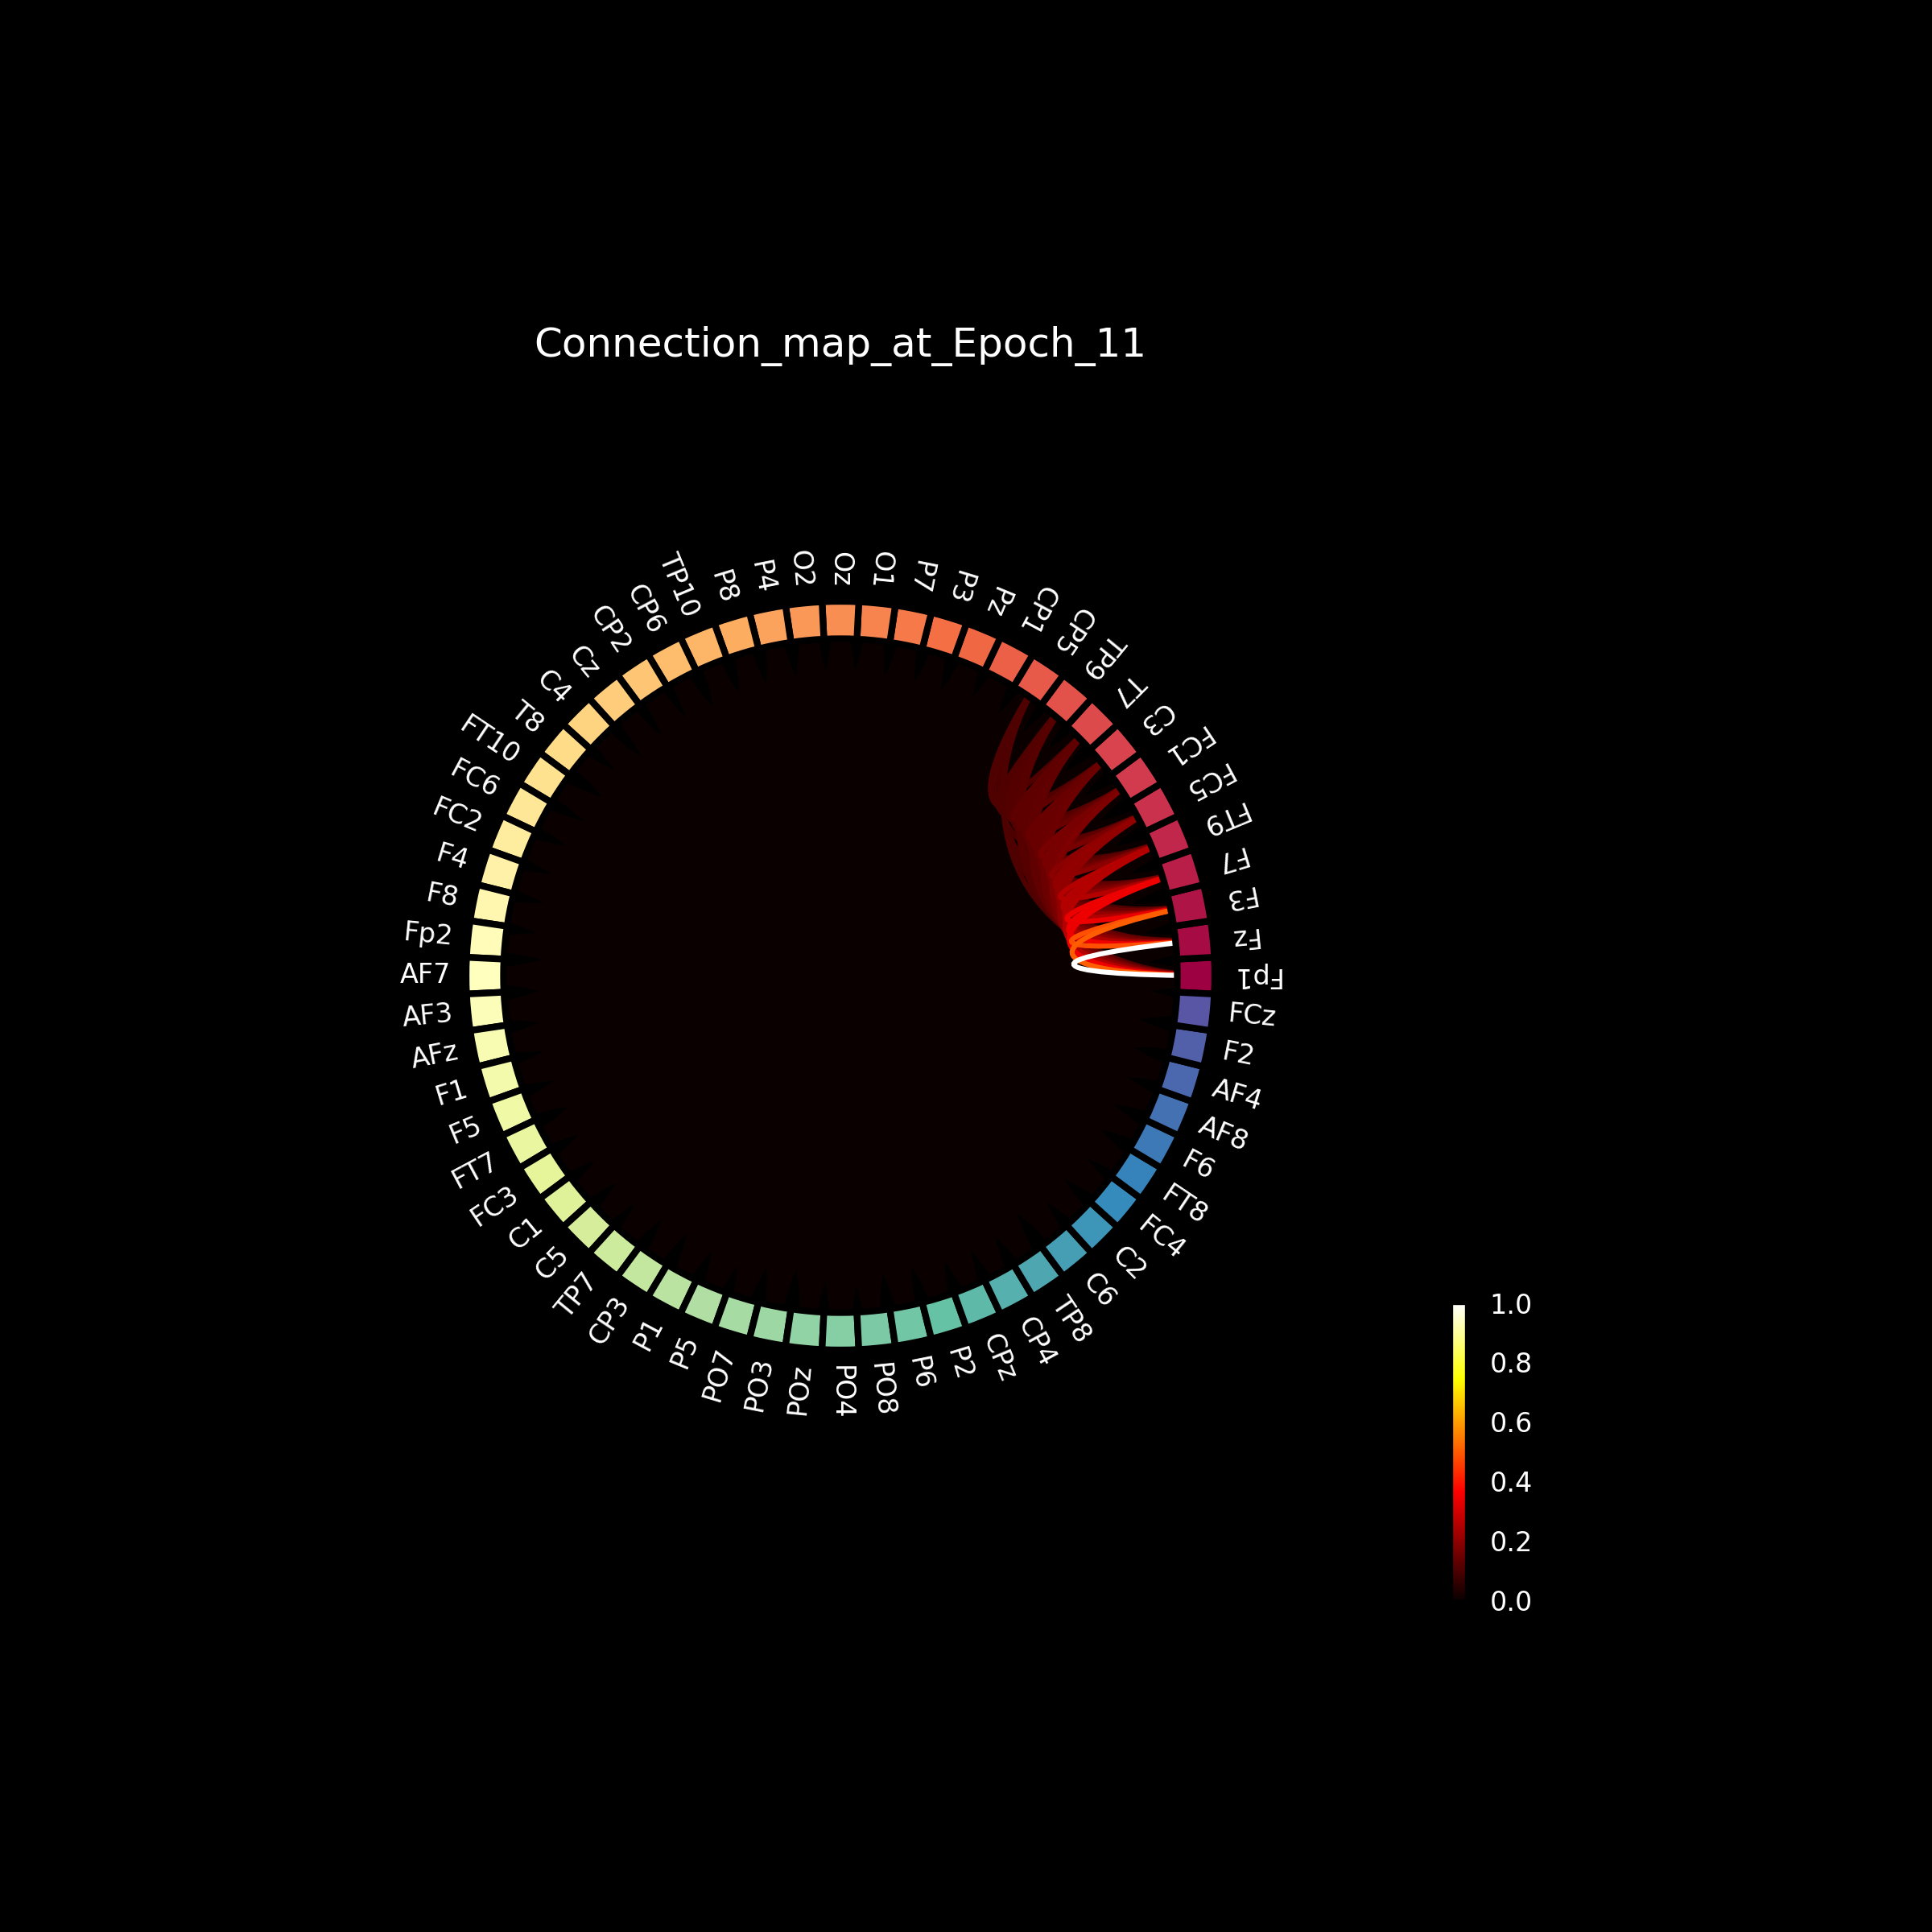 Connection_map_at_Epoch_11
Fp1
Fz
F3
F7
FT9
FC5
FC1
C3
T7
TP9
CP5
CP1
Pz
P3
P7
O1
Oz
O2
P4
P8
TP10
CP6
CP2
Cz
C4
T8
FT10
FC6
FC2
F4
F8
Fp2
AF7
AF3
AFz
F1
F5
FT7
FC3
C1
C5
TP7
CP3
P1
P5
PO7
PO3
POz
PO4
PO8
P6
P2
CPz
CP4
TP8
C6
C2
FC4
FT8
F6
AF8
AF4
F2
FCz
1.0
0.8
0.6
0.4
0.2
0.0